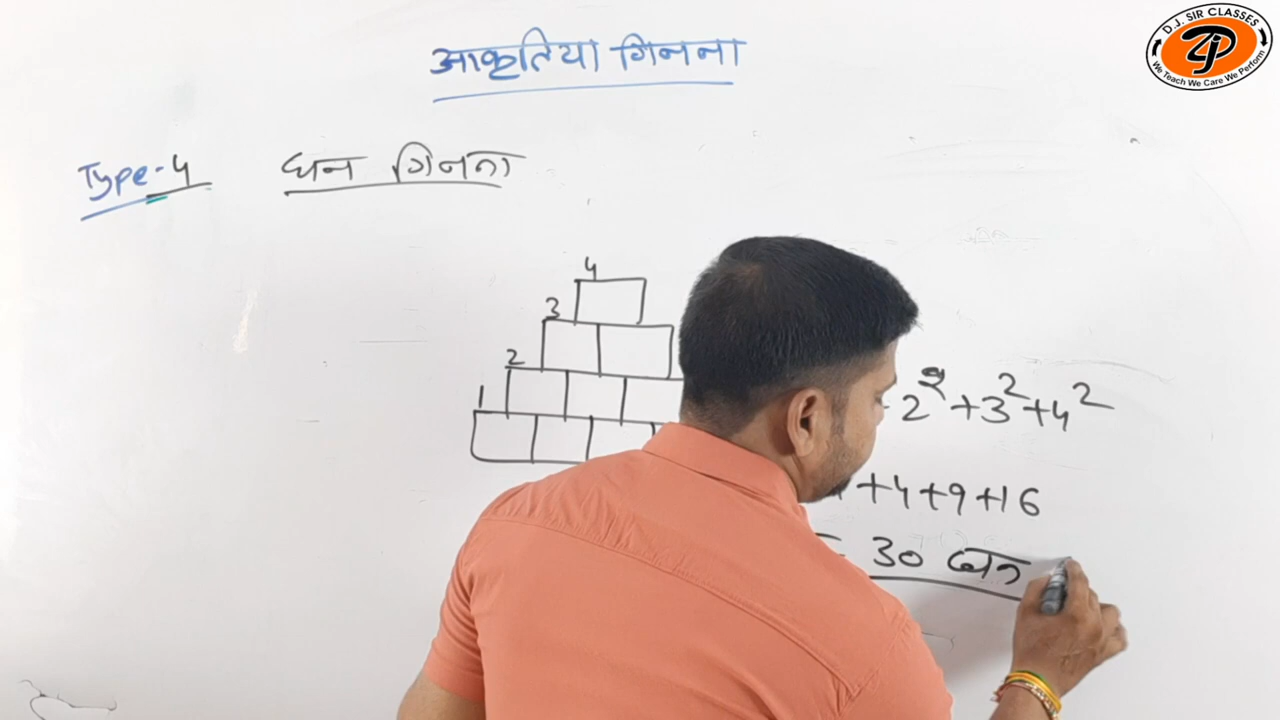 D.J. SIR CLASSES
We Teach We Care We Perform
आकृतिया गिनना
Type-4 घन गिनना
4
3
2
1
2² + 3² + 4²
+ 4 + 9 + 16
= 30 घन